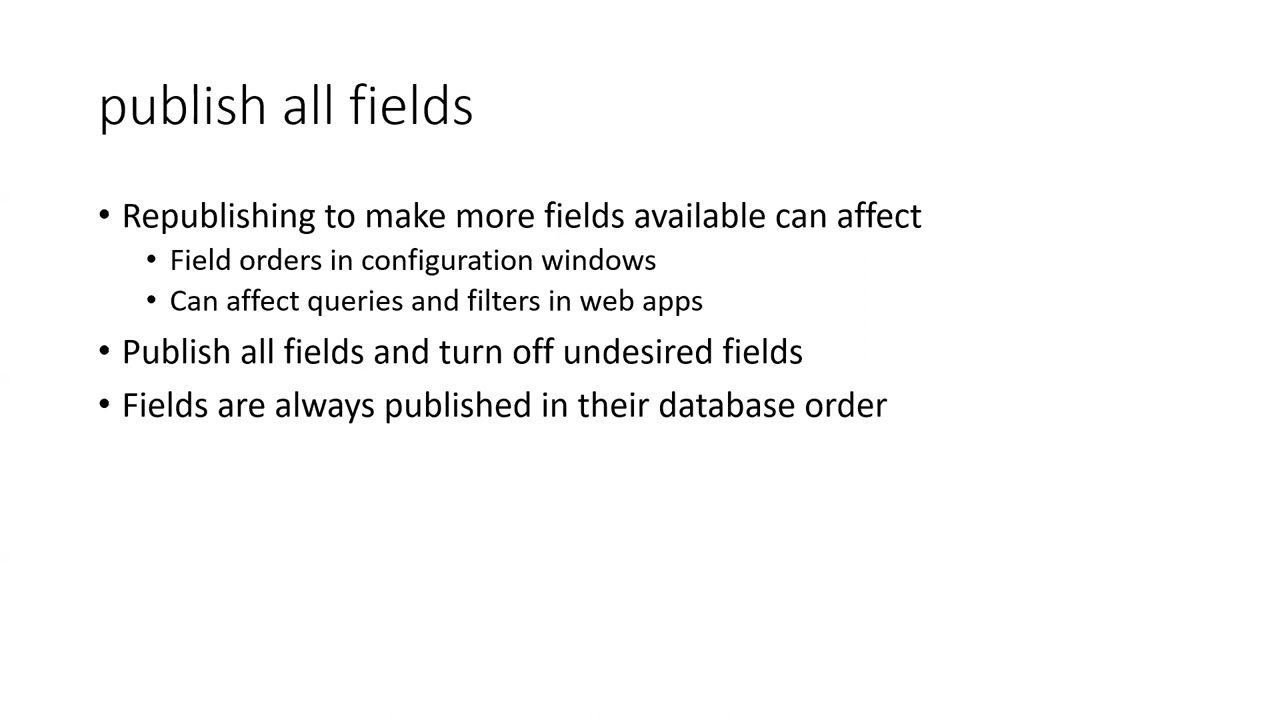 publish all fields
• Republishing to make more fields available can affect
• Field orders in configuration windows
• Can affect queries and filters in web apps
• Publish all fields and turn off undesired fields
• Fields are always published in their database order